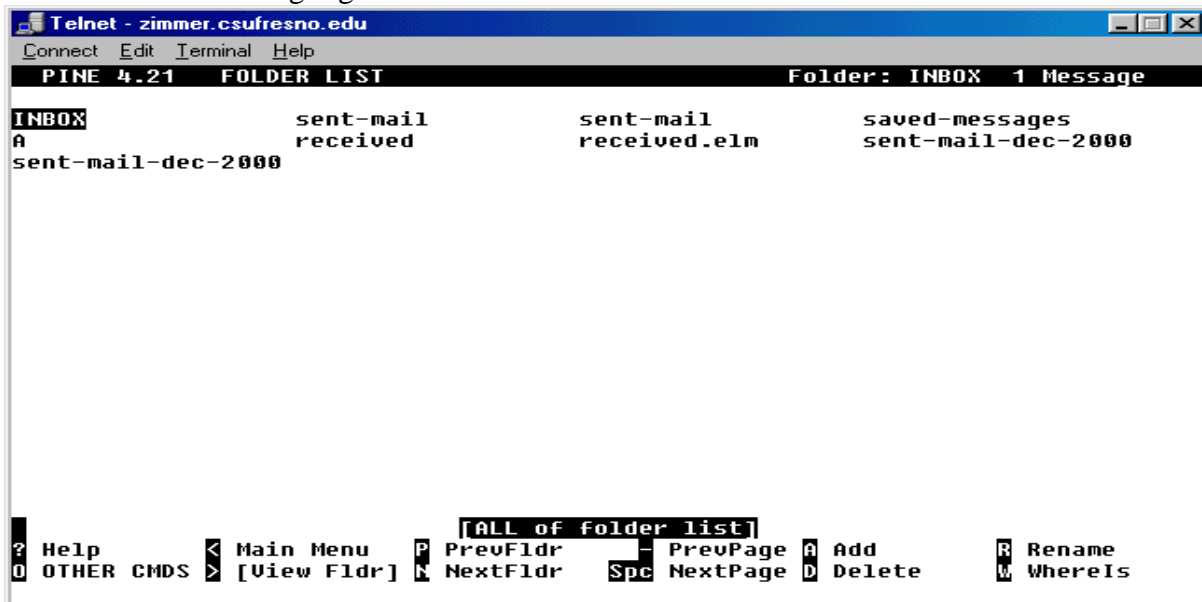 Telnet - zimmer.csufresno.edu
Connect Edit Terminal Help
PINE 4.21 FOLDER LIST Folder: INBOX 1 Message
INBOX sent-mail sent-mail saved-messages
A received received.elm sent-mail-dec-2000
sent-mail-dec-2000
[ALL of folder list]
? Help < Main Menu P PrevFldr - PrevPage A Add R Rename
O OTHER CMDS > [View Fldr] N NextFldr Spc NextPage D Delete W WhereIs